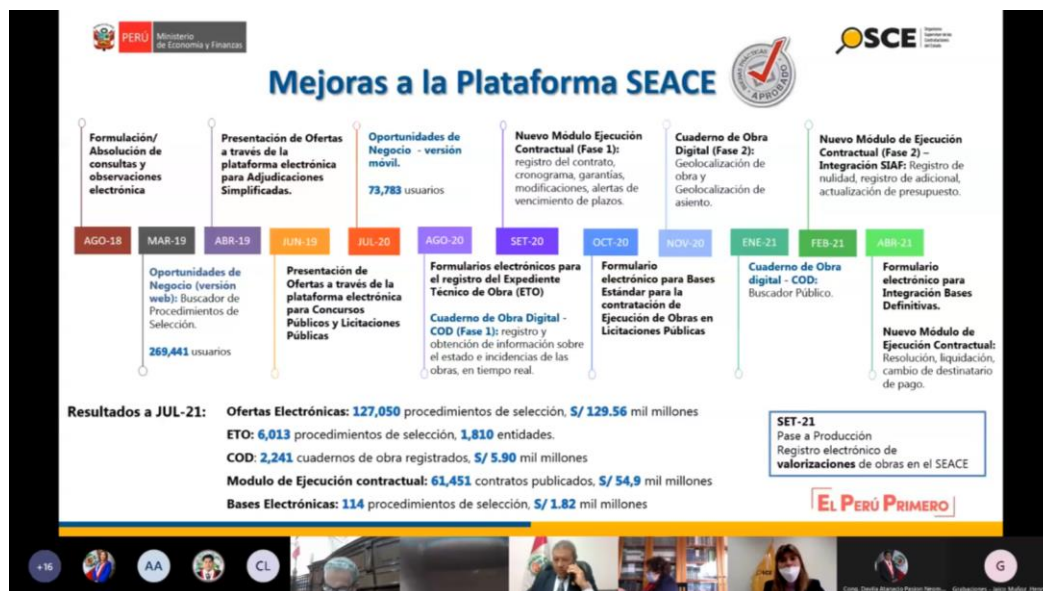 PERÚ
Ministerio
de Economía y Finanzas
OSCE
Organismo
Supervisor de las
Contrataciones
del Estado
Mejoras a la Plataforma SEACE
APROBADO
Formulación/
Absolución de
consultas y
observaciones
electrónica
Presentación de Ofertas
a través de la
plataforma electrónica
para Adjudicaciones
Simplificadas.
Oportunidades de
Negocio - versión
móvil.
73,783 usuarios
Nuevo Módulo Ejecución
Contractual (Fase 1):
registro del contrato,
cronograma, garantías,
modificaciones, alertas de
vencimiento de plazos.
Cuaderno de Obra
Digital (Fase 2):
Geolocalización de
obra y
Geolocalización de
asiento.
Nuevo Módulo de Ejecución
Contractual (Fase 2) –
Integración SIAF: Registro de
nulidad, registro de adicional,
actualización de presupuesto.
AGO-18 MAR-19 ABR-19 JUN-19 JUL-20 AGO-20 SET-20 OCT-20 NOV-20 ENE-21 FEB-21 ABR-21
Oportunidades de
Negocio (versión
web): Buscador de
Procedimientos de
Selección.
269,441 usuarios
Presentación de
Ofertas a través de la
plataforma electrónica
para Concursos
Públicos y Licitaciones
Públicas
Formularios electrónicos para
el registro del Expediente
Técnico de Obra (ETO)
Cuaderno de Obra Digital -
COD (Fase 1): registro y
obtención de información sobre
el estado e incidencias de las
obras, en tiempo real.
Formulario
electrónico para Bases
Estándar para la
contratación de
Ejecución de Obras en
Licitaciones Públicas
Cuaderno de Obra
digital - COD:
Buscador Público.
Formulario
electrónico para
Integración Bases
Definitivas.
Nuevo Módulo de
Ejecución Contractual:
Resolución, liquidación,
cambio de destinatario
de pago.
Resultados a JUL-21:
Ofertas Electrónicas: 127,050 procedimientos de selección, S/ 129.56 mil millones
ETO: 6,013 procedimientos de selección, 1,810 entidades.
COD: 2,241 cuadernos de obra registrados, S/ 5.90 mil millones
Modulo de Ejecución contractual: 61,451 contratos publicados, S/ 54,9 mil millones
Bases Electrónicas: 114 procedimientos de selección, S/ 1.82 mil millones
SET-21
Pase a Producción
Registro electrónico de
valorizaciones de obras en el SEACE
EL PERÚ PRIMERO
+16
AA
CL
G